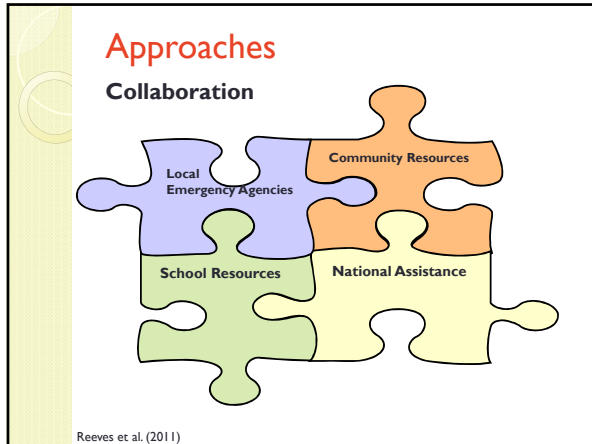 Approaches
Collaboration
Local
Emergency Agencies
Community Resources
School Resources
National Assistance
Reeves et al. (2011)